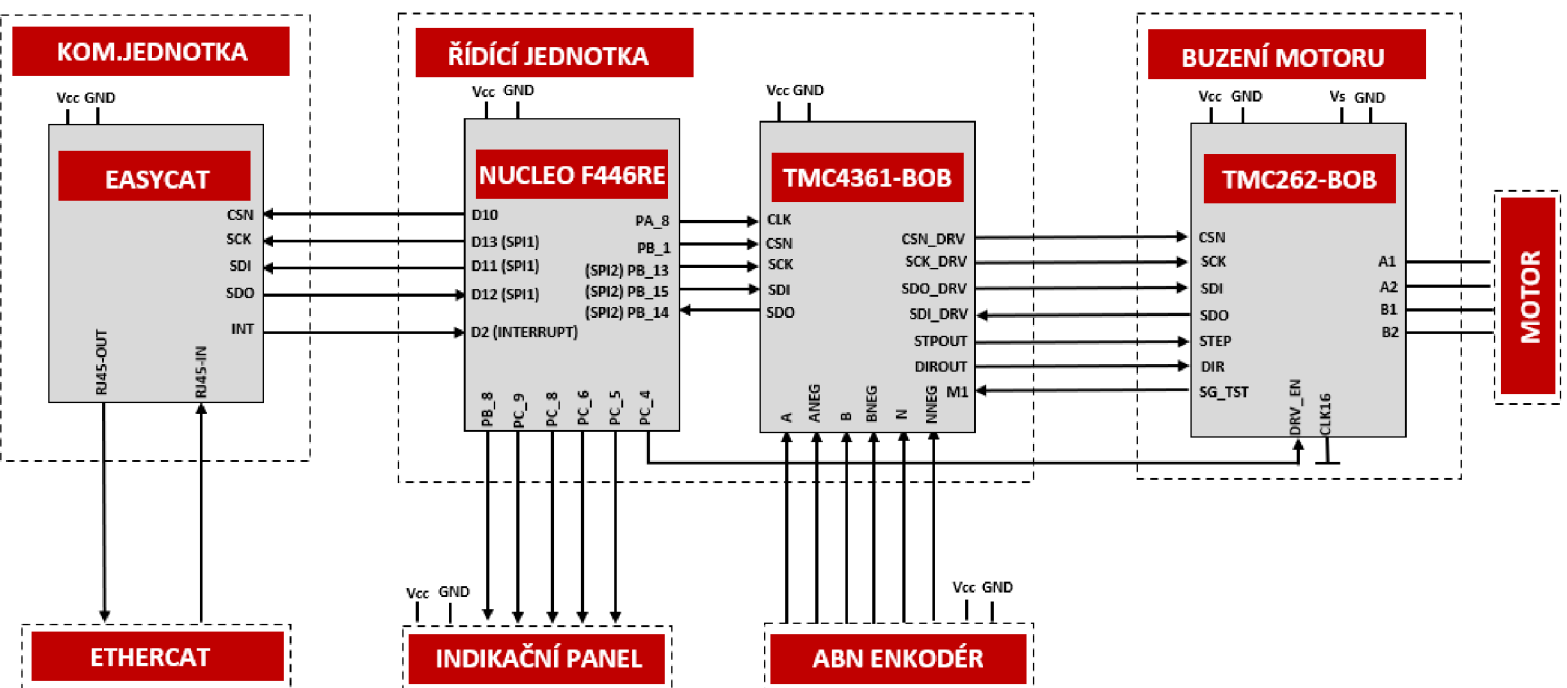 KOM.JEDNOTKA
Vcc GND
EASYCAT
CSN
SCK
SDI
SDO
INT
RJ45-OUT
RJ45-IN
ETHERCAT
ŘÍDÍCÍ JEDNOTKA
Vcc GND
NUCLEO F446RE
D10
D13 (SPI1)
D11 (SPI1)
D12 (SPI1)
D2 (INTERRUPT)
PA_8
PB_1
(SPI2) PB_13
(SPI2) PB_15
(SPI2) PB_14
PB_8
PC_9
PC_8
PC_6
PC_5
PC_4
Vcc GND
INDIKAČNÍ PANEL
Vcc GND
TMC4361-BOB
CLK
CSN
SCK
SDI
SDO
CSN_DRV
SCK_DRV
SDO_DRV
SDI_DRV
STPOUT
DIROUT
M1
A
ANEG
B
BNEG
N
NNEG
Vcc GND
ABN ENKODÉR
BUZENÍ MOTORU
Vcc GND
Vs GND
TMC262-BOB
CSN
SCK
SDI
SDO
STEP
DIR
SG_TST
DRV_EN
CLK16
A1
A2
B1
B2
MOTOR